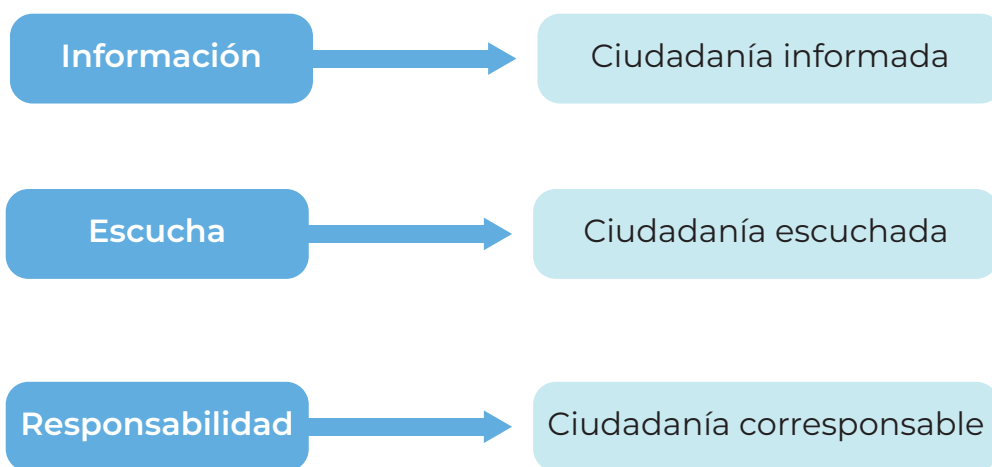 Información
Ciudadanía informada
Escucha
Ciudadanía escuchada
Responsabilidad
Ciudadanía corresponsable